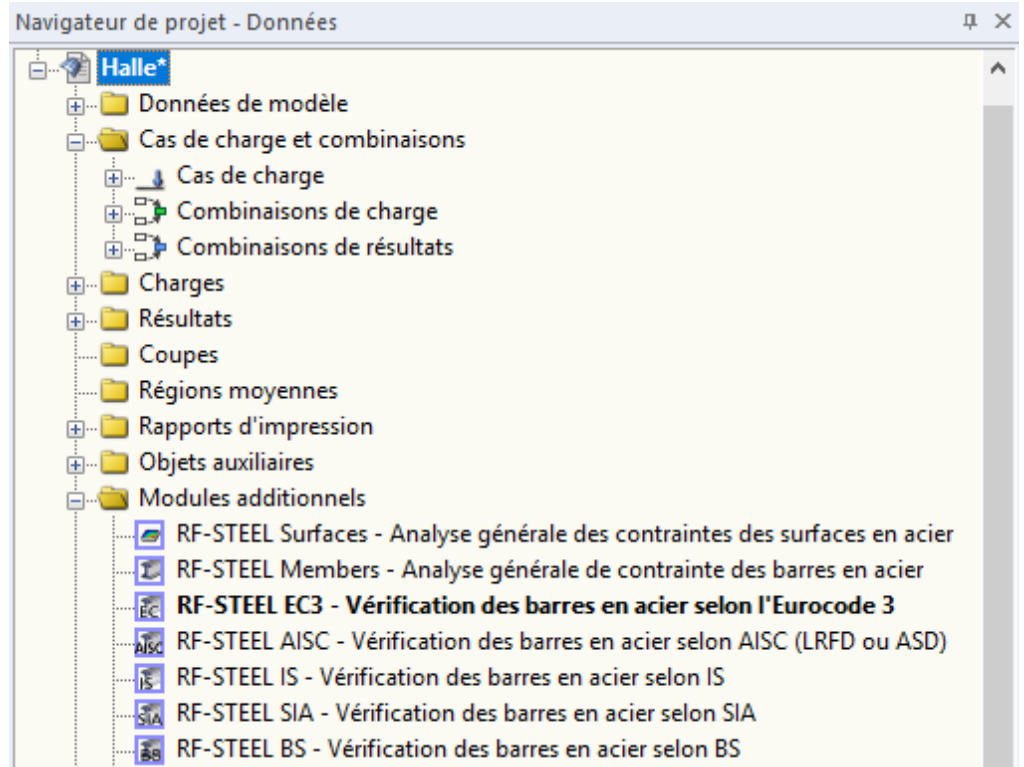 Navigateur de projet - Données
Halle*
Données de modèle
Cas de charge et combinaisons
Cas de charge
Combinaisons de charge
Combinaisons de résultats
Charges
Résultats
Coupes
Régions moyennes
Rapports d'impression
Objets auxiliaires
Modules additionnels
RF-STEEL Surfaces - Analyse générale des contraintes des surfaces en acier
RF-STEEL Members - Analyse générale de contrainte des barres en acier
EC RF-STEEL EC3 - Vérification des barres en acier selon l'Eurocode 3
AISC RF-STEEL AISC - Vérification des barres en acier selon AISC (LRFD ou ASD)
IS RF-STEEL IS - Vérification des barres en acier selon IS
SIA RF-STEEL SIA - Vérification des barres en acier selon SIA
BS RF-STEEL BS - Vérification des barres en acier selon BS